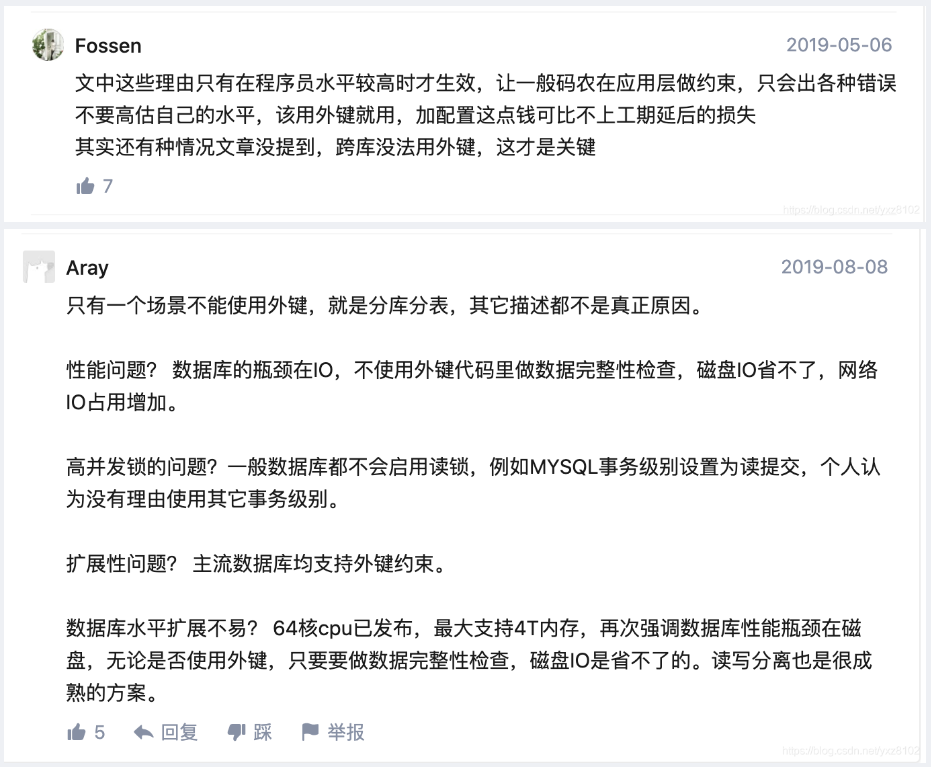 Fossen
2019-05-06
文中这些理由只有在程序员水平较高时才生效，让一般码农在应用层做约束，只会出各种错误
不要高估自己的水平，该用外键就用，加配置这点钱可比不上工期延后的损失
其实还有种情况文章没提到，跨库没法用外键，这才是关键
7
https://blog.csdn.net/yxz8102
Aray
2019-08-08
只有一个场景不能使用外键，就是分库分表，其它描述都不是真正原因。
性能问题？ 数据库的瓶颈在IO，不使用外键代码里做数据完整性检查，磁盘IO省不了，网络
IO占用增加。
高并发锁的问题？一般数据库都不会启用读锁，例如MYSQL事务级别设置为读提交，个人认
为没有理由使用其它事务级别。
扩展性问题？ 主流数据库均支持外键约束。
数据库水平扩展不易？ 64核cpu已发布，最大支持4T内存，再次强调数据库性能瓶颈在磁
盘，无论是否使用外键，只要要做数据完整性检查，磁盘IO是省不了的。读写分离也是很成
熟的方案。
5 回复 踩 举报
https://blog.csdn.net/yxz8102